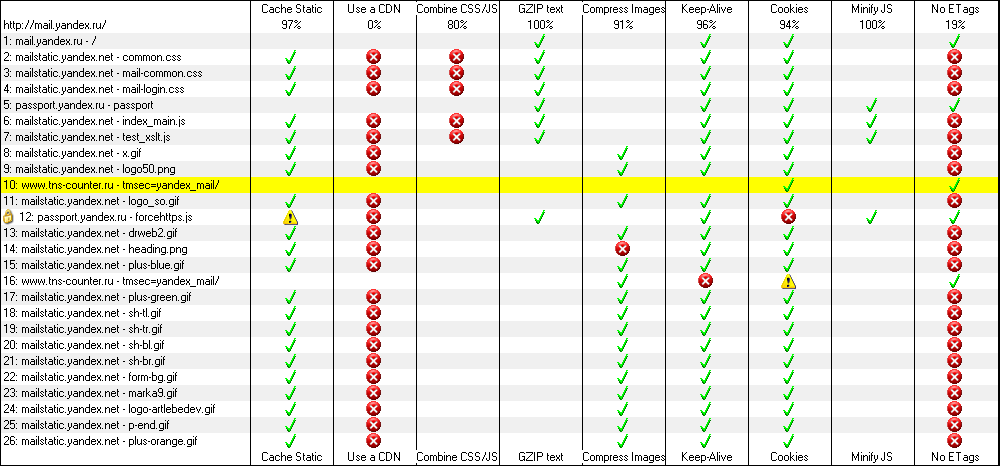 Cache Static Use a CDN Combine CSS/JS GZIP text Compress Images Keep-Alive Cookies Minify JS No ETags
http://mail.yandex.ru/ 97% 0% 80% 100% 91% 96% 94% 100% 19%
1: mail.yandex.ru - /
2: mailstatic.yandex.net - common.css
3: mailstatic.yandex.net - mail-common.css
4: mailstatic.yandex.net - mail-login.css
5: passport.yandex.ru - passport
6: mailstatic.yandex.net - index_main.js
7: mailstatic.yandex.net - test_xslt.js
8: mailstatic.yandex.net - x.gif
9: mailstatic.yandex.net - logo50.png
10: www.tns-counter.ru - tmsec=yandex_mail/
11: mailstatic.yandex.net - logo_so.gif
12: passport.yandex.ru - forcehttps.js
13: mailstatic.yandex.net - drweb2.gif
14: mailstatic.yandex.net - heading.png
15: mailstatic.yandex.net - plus-blue.gif
16: www.tns-counter.ru - tmsec=yandex_mail/
17: mailstatic.yandex.net - plus-green.gif
18: mailstatic.yandex.net - sh-tl.gif
19: mailstatic.yandex.net - sh-tr.gif
20: mailstatic.yandex.net - sh-bl.gif
21: mailstatic.yandex.net - sh-br.gif
22: mailstatic.yandex.net - form-bg.gif
23: mailstatic.yandex.net - marka9.gif
24: mailstatic.yandex.net - logo-artlebedev.gif
25: mailstatic.yandex.net - p-end.gif
26: mailstatic.yandex.net - plus-orange.gif
Cache Static Use a CDN Combine CSS/JS GZIP text Compress Images Keep-Alive Cookies Minify JS No ETags